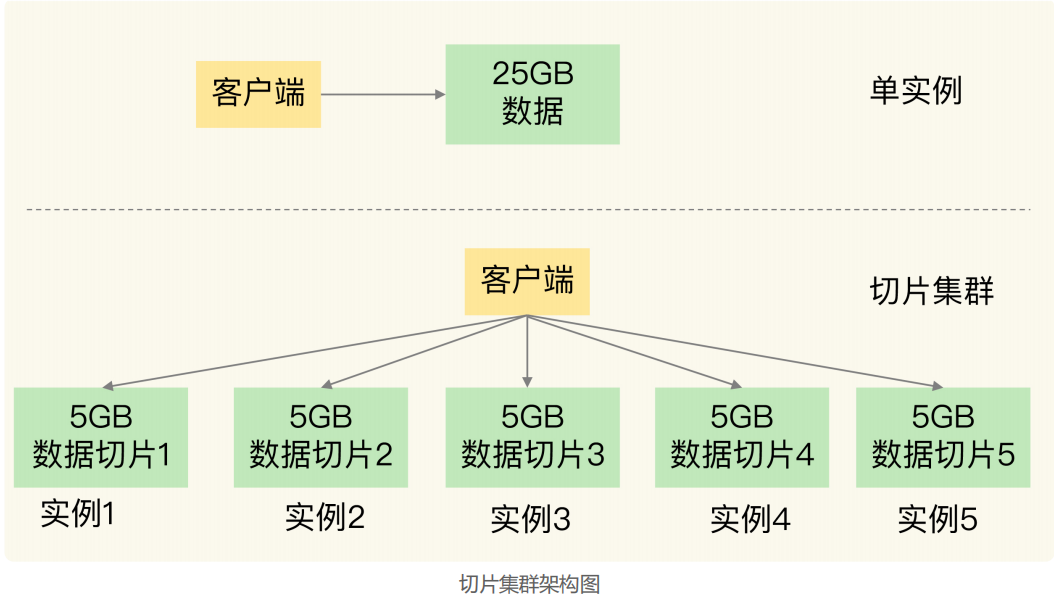 客户端
25GB
数据
单实例
客户端
切片集群
5GB
数据切片1
5GB
数据切片2
5GB
数据切片3
5GB
数据切片4
5GB
数据切片5
实例1
实例2
实例3
实例4
实例5
切片集群架构图